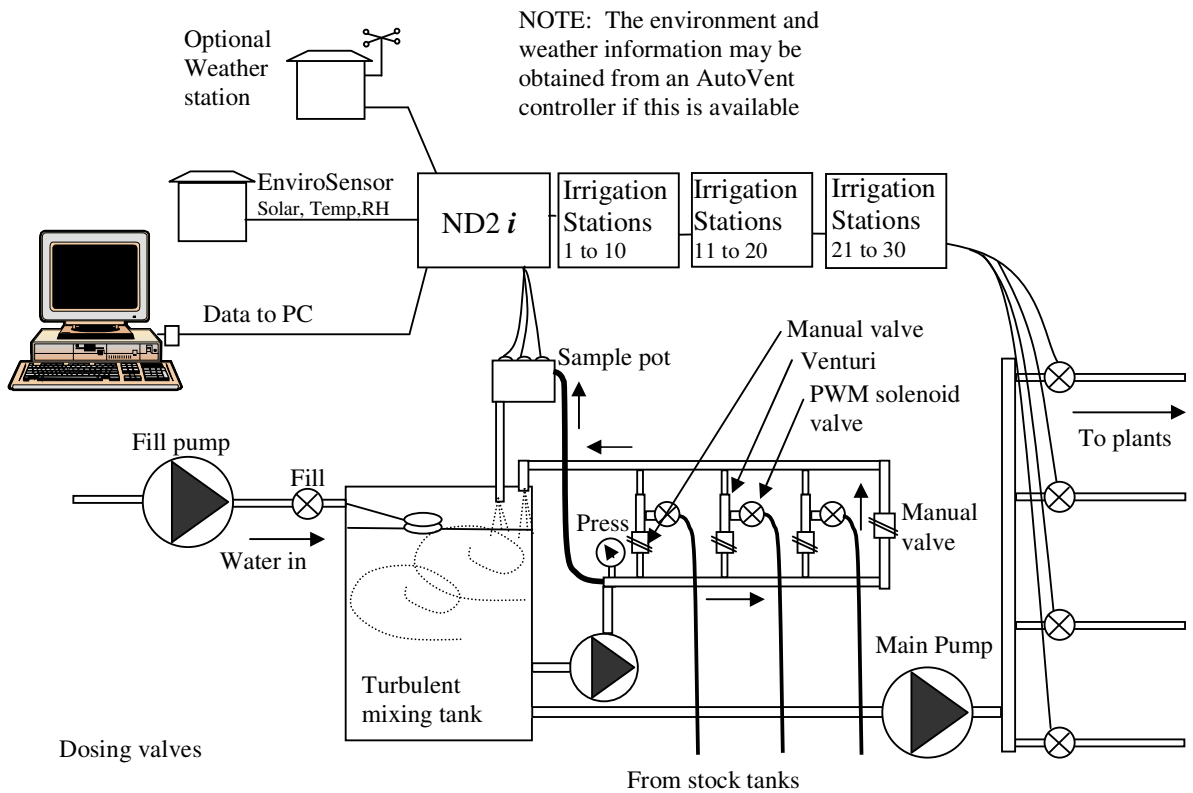 Optional
Weather
station
NOTE:  The environment and
weather information may be
obtained from an AutoVent
controller if this is available
EnviroSensor
Solar, Temp,RH
ND2 i
Irrigation
Stations
1 to 10
Irrigation
Stations
11 to 20
Irrigation
Stations
21 to 30
Data to PC
Sample pot
Manual valve
Venturi
PWM solenoid
valve
To plants
Fill pump
Fill
Water in
Press
Manual
valve
Main Pump
Turbulent
mixing tank
Dosing valves
From stock tanks